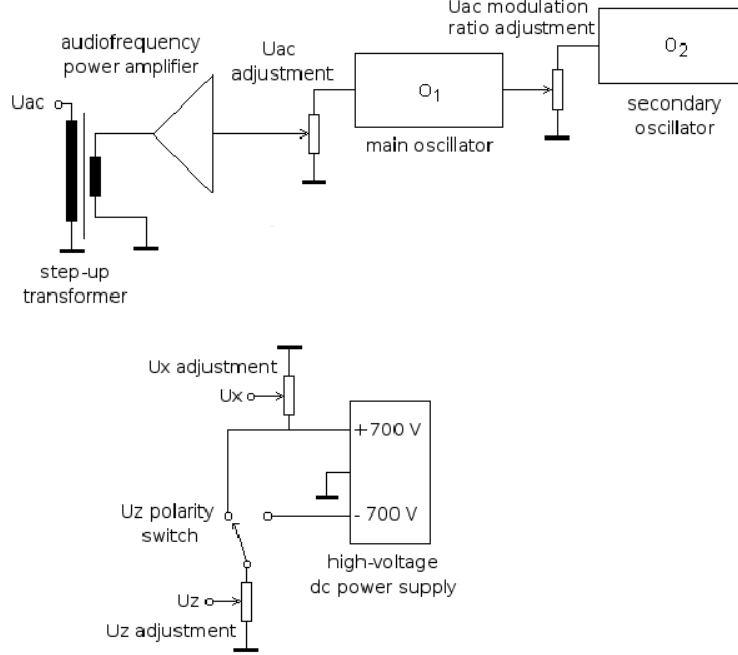 Uac modulation
ratio adjustment
audiofrequency
power amplifier
Uac
adjustment
Uac
O1
O2
main oscillator
secondary
oscillator
step-up
transformer
Ux adjustment
Ux
+700 V
- 700 V
Uz polarity
switch
high-voltage
dc power supply
Uz
Uz adjustment